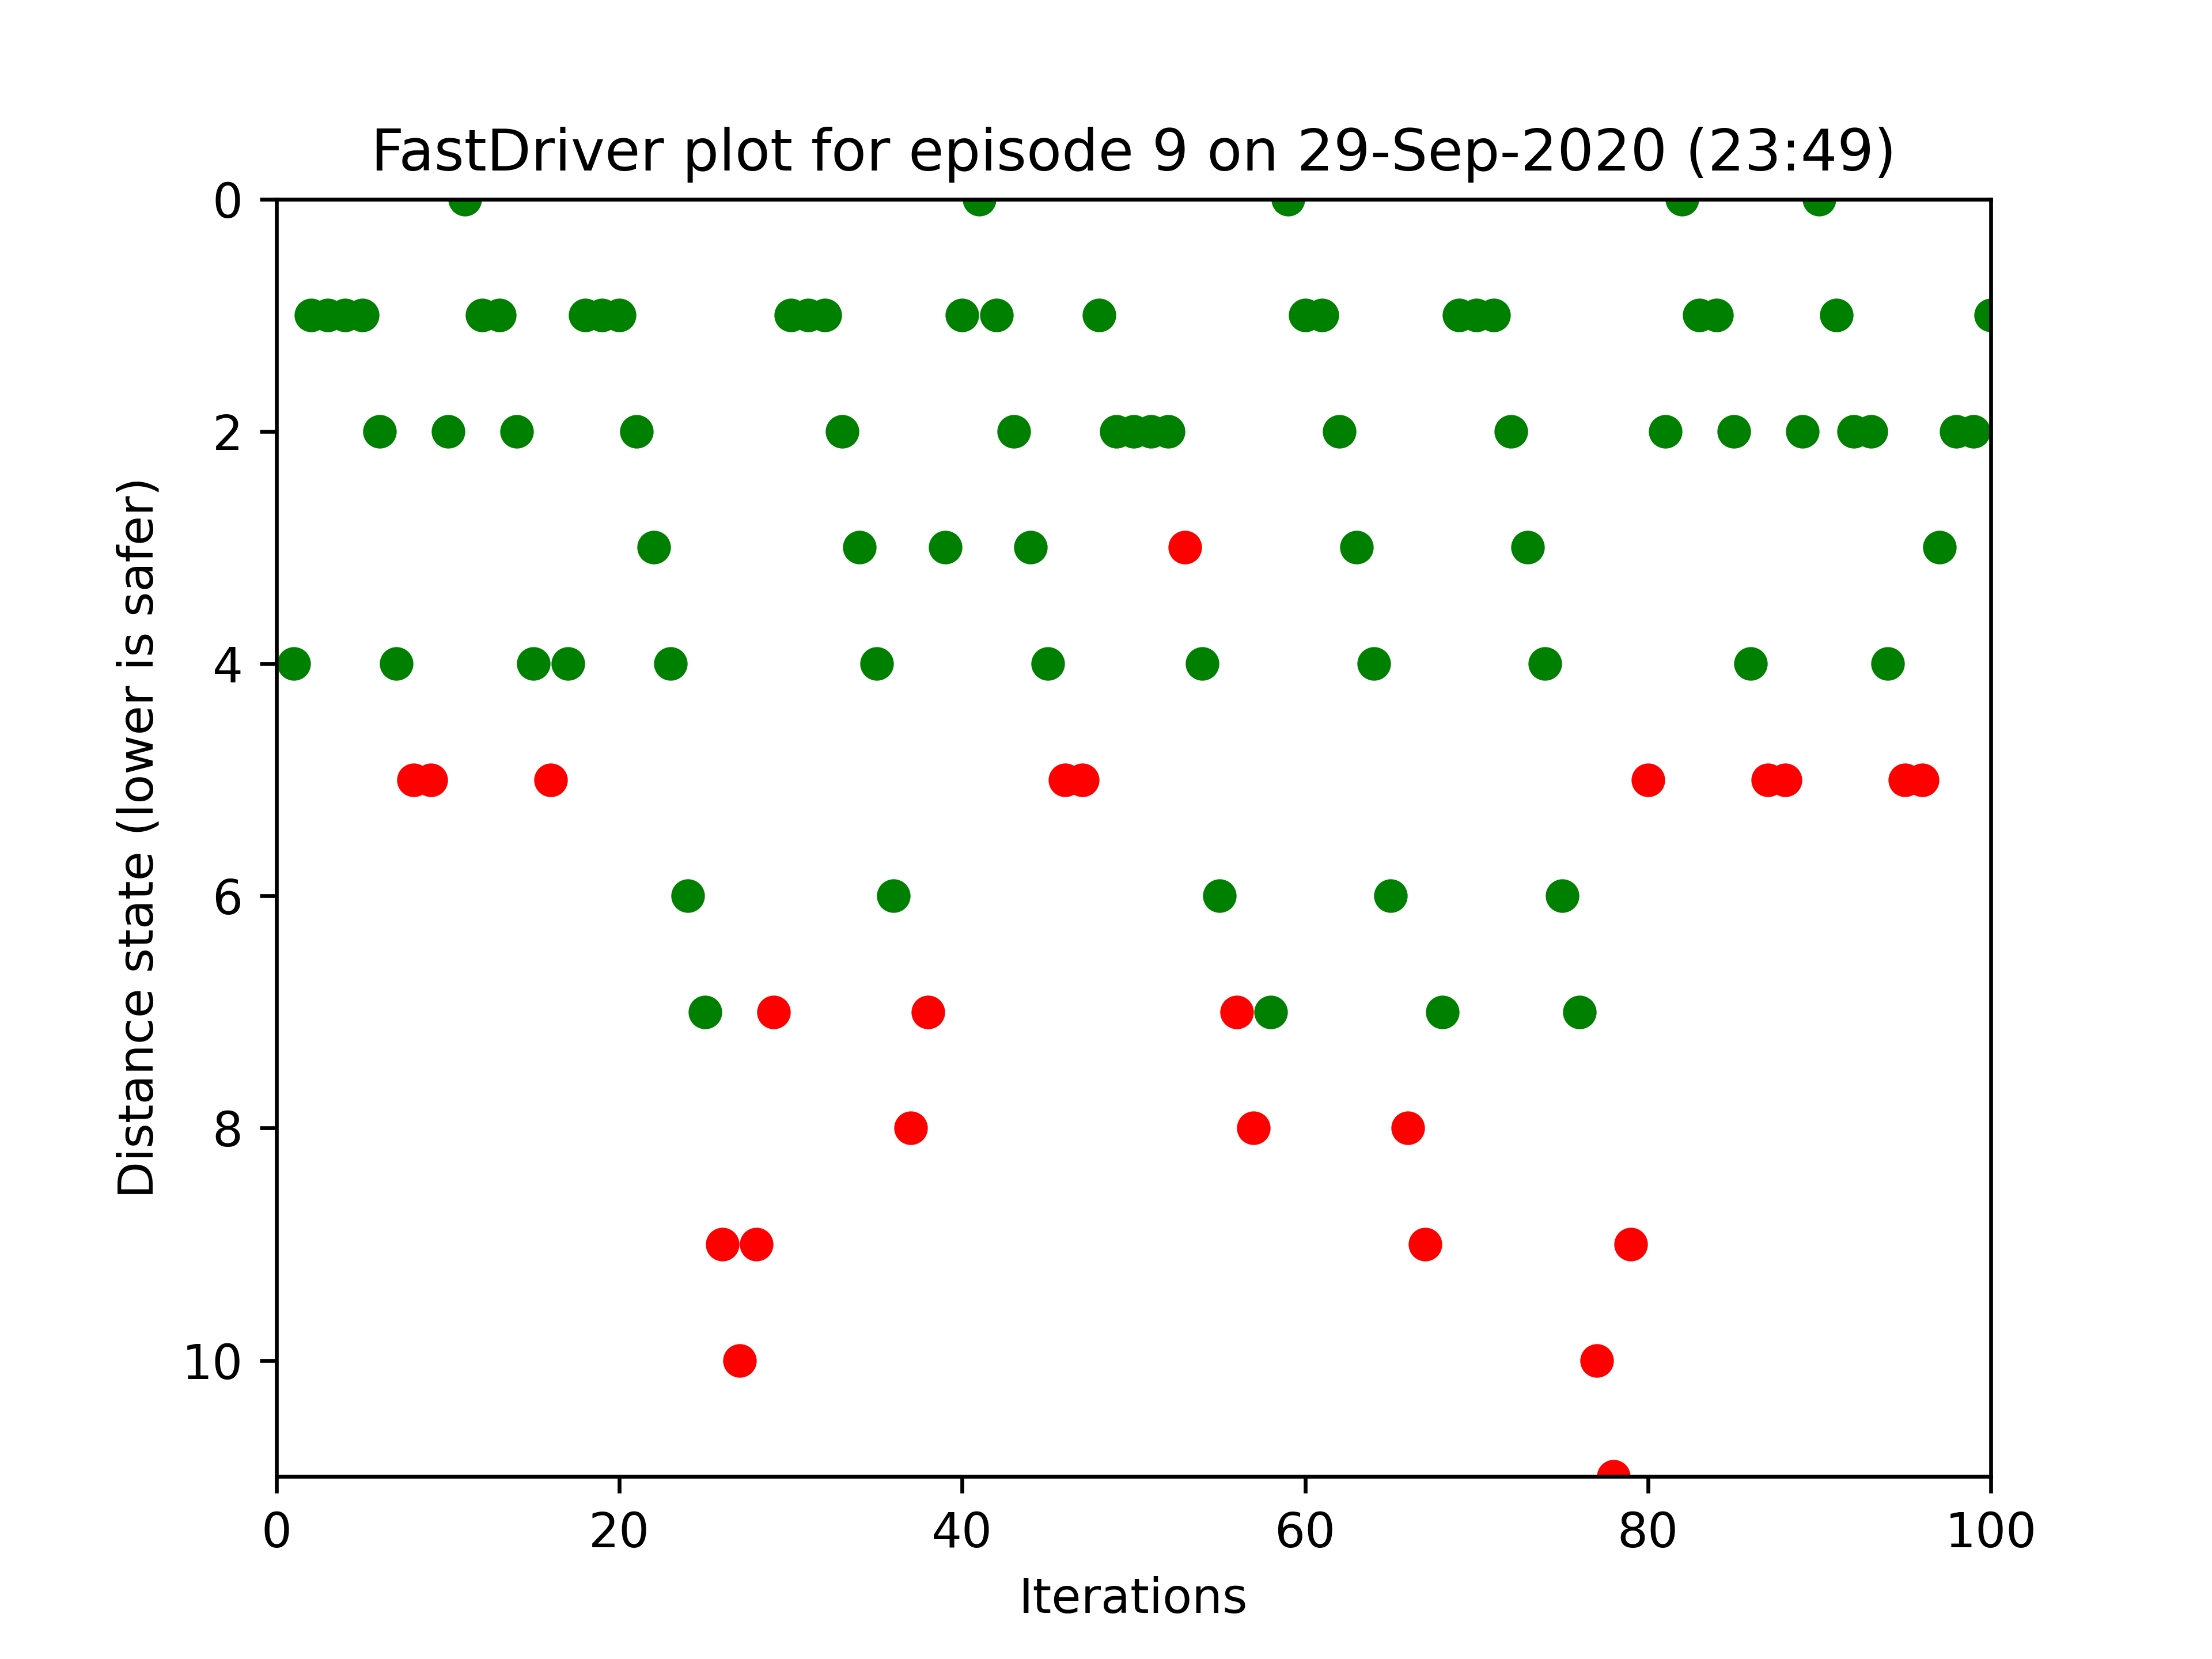 FastDriver plot for episode 9 on 29-Sep-2020 (23:49)
Distance state (lower is safer)
0
2
4
6
8
10
0 20 40 60 80 100
Iterations